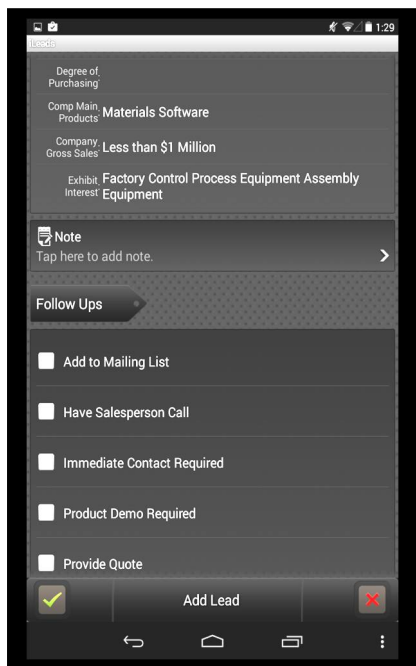 1:29
iLeads
Degree of
Purchasing:
Comp Main
Products: Materials Software
Company
Gross Sales: Less than $1 Million
Exhibit
Interest: Factory Control Process Equipment Assembly
Equipment
Note
Tap here to add note.
Follow Ups
Add to Mailing List
Have Salesperson Call
Immediate Contact Required
Product Demo Required
Provide Quote
Add Lead